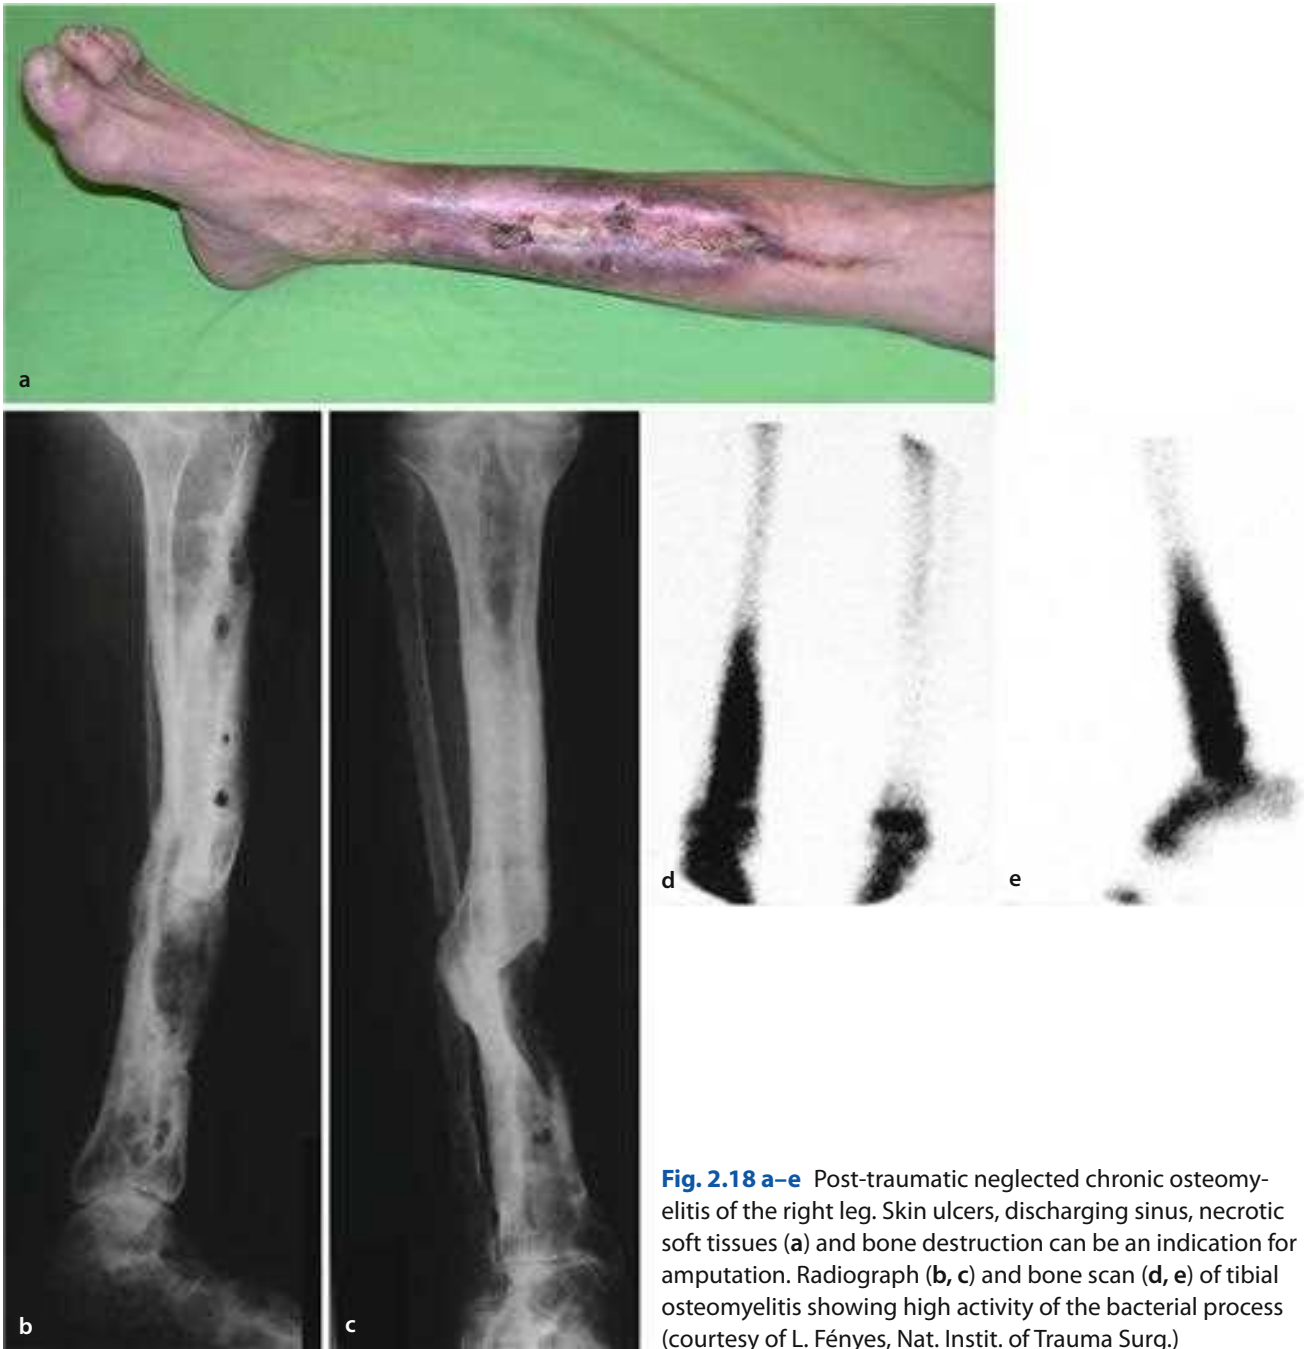 a
b
c
d
e
Fig. 2.18 a–e Post-traumatic neglected chronic osteomy-
elitis of the right leg. Skin ulcers, discharging sinus, necrotic
soft tissues (a) and bone destruction can be an indication for
amputation. Radiograph (b, c) and bone scan (d, e) of tibial
osteomyelitis showing high activity of the bacterial process
(courtesy of L. Fényes, Nat. Instit. of Trauma Surg.)